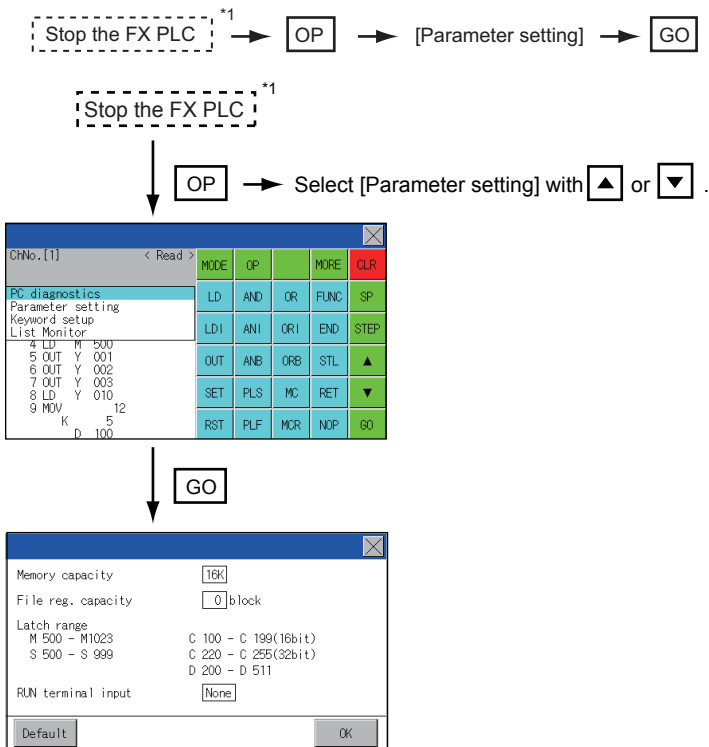 Stop the FX PLC *1 → OP → [Parameter setting] → GO
Stop the FX PLC *1
OP → Select [Parameter setting] with ▲ or ▼ .
ChNo.[1] < Read >
MODE OP MORE CLR
PC diagnostics
Parameter setting
Keyword setup
List Monitor
LD AND OR FUNC SP
LDI ANI ORI END STEP
4 LD M 500
5 OUT Y 001
6 OUT Y 002
7 OUT Y 003
8 LD Y 010
9 MOV 12
K 5
D 100
OUT ANB ORB STL ▲
SET PLS MC RET ▼
RST PLF MCR NOP GO
GO
Memory capacity 16K
File reg. capacity 0 block
Latch range
M 500 - M1023 C 100 - C 199(16bit)
S 500 - S 999 C 220 - C 255(32bit)
D 200 - D 511
RUN terminal input None
Default OK